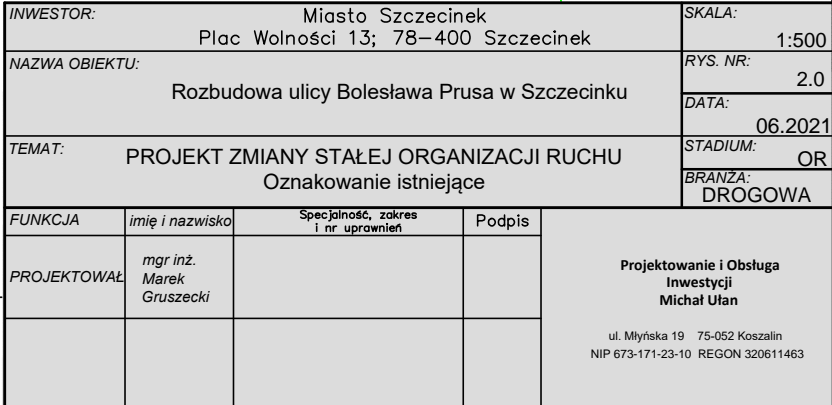 INWESTOR:
Miasto Szczecinek
Plac Wolności 13; 78-400 Szczecinek
SKALA:
1:500
NAZWA OBIEKTU:
Rozbudowa ulicy Bolesława Prusa w Szczecinku
RYS. NR:
2.0
DATA:
06.2021
TEMAT:
PROJEKT ZMIANY STAŁEJ ORGANIZACJI RUCHU
Oznakowanie istniejące
STADIUM:
OR
BRANŻA:
DROGOWA
FUNKCJA
imię i nazwisko
Specjalność, zakres
i nr uprawnień
Podpis
PROJEKTOWAŁ
mgr inż.
Marek
Gruszecki
Projektowanie i Obsługa
Inwestycji
Michał Ułan
ul. Młyńska 19 75-052 Koszalin
NIP 673-171-23-10 REGON 320611463